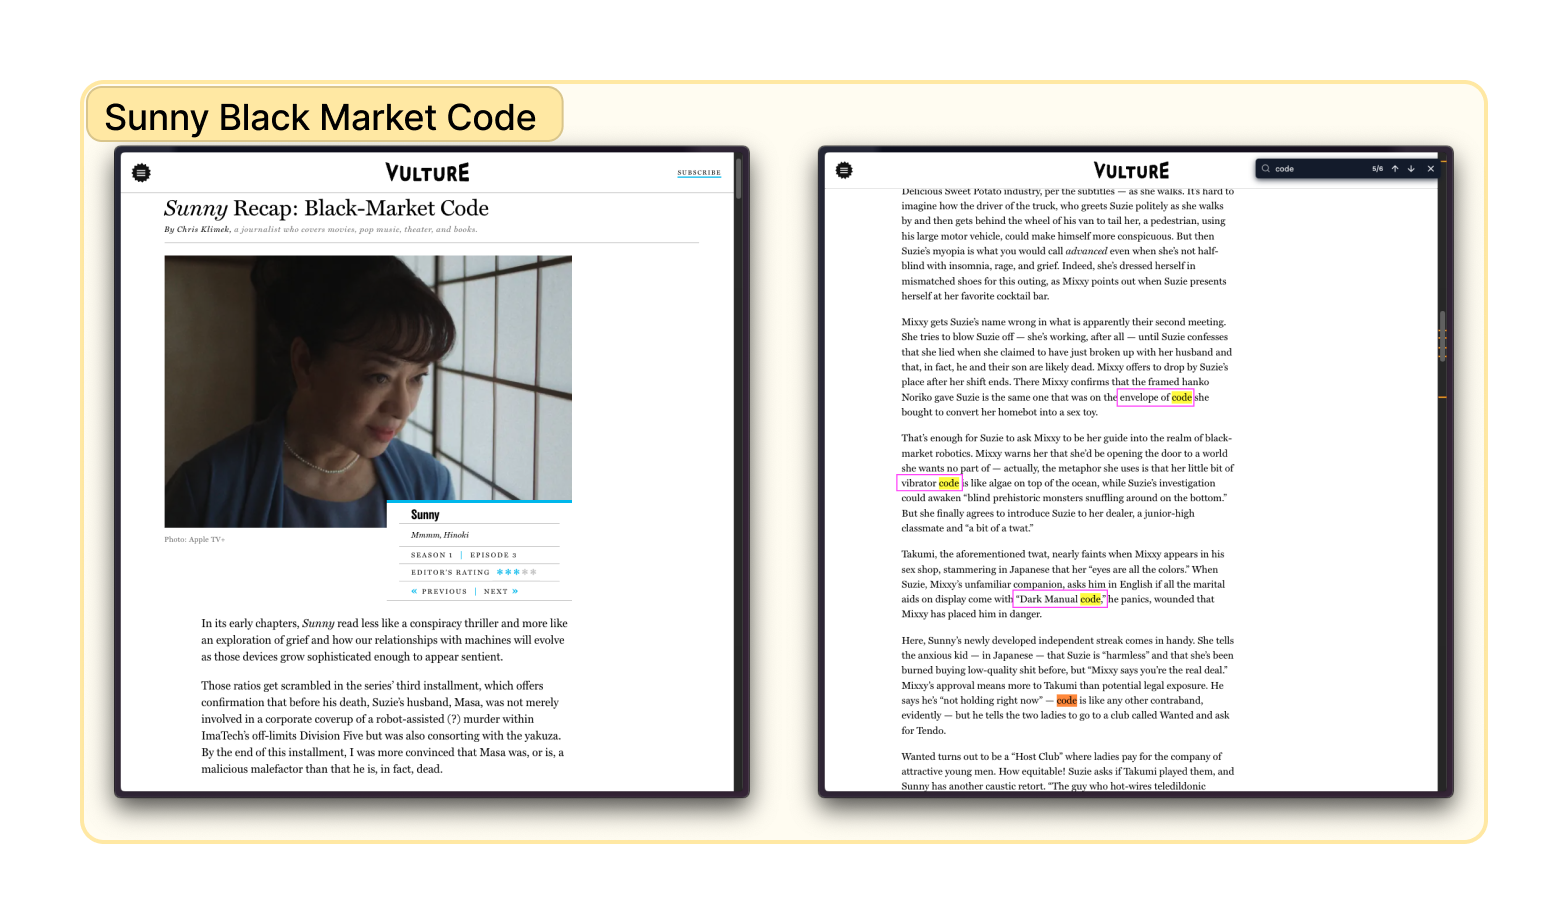 Sunny Black Market Code
VULTURE
SUBSCRIBE
Sunny Recap: Black-Market Code
By Chris Klimek, a journalist who covers movies, pop music, theater, and books.
Photo: Apple TV+
Sunny
Mmmm, Hinoki
SEASON 1 | EPISODE 3
EDITOR'S RATING ★★★★★
« PREVIOUS | NEXT »
In its early chapters, Sunny read less like a conspiracy thriller and more like
an exploration of grief and how our relationships with machines will evolve
as those devices grow sophisticated enough to appear sentient.
Those ratios get scrambled in the series’ third installment, which offers
confirmation that before his death, Suzie’s husband, Masa, was not merely
involved in a corporate coverup of a robot-assisted (?) murder within
ImaTech’s off-limits Division Five but was also consorting with the yakuza.
By the end of this installment, I was more convinced that Masa was, or is, a
malicious malefactor than that he is, in fact, dead.
VULTURE
code 5/6
Delicious Sweet Potato industry, per the subtitles — as she walks. It’s hard to
imagine how the driver of the truck, who greets Suzie politely as she walks
by and then gets behind the wheel of his van to tail her, a pedestrian, using
his large motor vehicle, could make himself more conspicuous. But then
Suzie’s myopia is what you would call advanced even when she’s not half-
blind with insomnia, rage, and grief. Indeed, she’s dressed herself in
mismatched shoes for this outing, as Mixxy points out when Suzie presents
herself at her favorite cocktail bar.
Mixxy gets Suzie’s name wrong in what is apparently their second meeting.
She tries to blow Suzie off — she’s working, after all — until Suzie confesses
that she lied when she claimed to have just broken up with her husband and
that, in fact, he and their son are likely dead. Mixxy offers to drop by Suzie’s
place after her shift ends. There Mixxy confirms that the framed hanko
Noriko gave Suzie is the same one that was on the envelope of code she
bought to convert her homebot into a sex toy.
That’s enough for Suzie to ask Mixxy to be her guide into the realm of black-
market robotics. Mixxy warns her that she’d be opening the door to a world
she wants no part of — actually, the metaphor she uses is that her little bit of
vibrator code is like algae on top of the ocean, while Suzie’s investigation
could awaken “blind prehistoric monsters snuffling around on the bottom.”
But she finally agrees to introduce Suzie to her dealer, a junior-high
classmate and “a bit of a twat.”
Takumi, the aforementioned twat, nearly faints when Mixxy appears in his
sex shop, stammering in Japanese that her “eyes are all the colors.” When
Suzie, Mixxy’s unfamiliar companion, asks him in English if all the marital
aids on display come with “Dark Manual code,” he panics, wounded that
Mixxy has placed him in danger.
Here, Sunny’s newly developed independent streak comes in handy. She tells
the anxious kid — in Japanese — that Suzie is “harmless” and that she’s been
burned buying low-quality shit before, but “Mixxy says you’re the real deal.”
Mixxy’s approval means more to Takumi than potential legal exposure. He
says he’s “not holding right now” — code is like any other contraband,
evidently — but he tells the two ladies to go to a club called Wanted and ask
for Tendo.
Wanted turns out to be a “Host Club” where ladies pay for the company of
attractive young men. How equitable! Suzie asks if Takumi played them, and
Sunny has another caustic retort. “The guy who hot-wires teledildonic